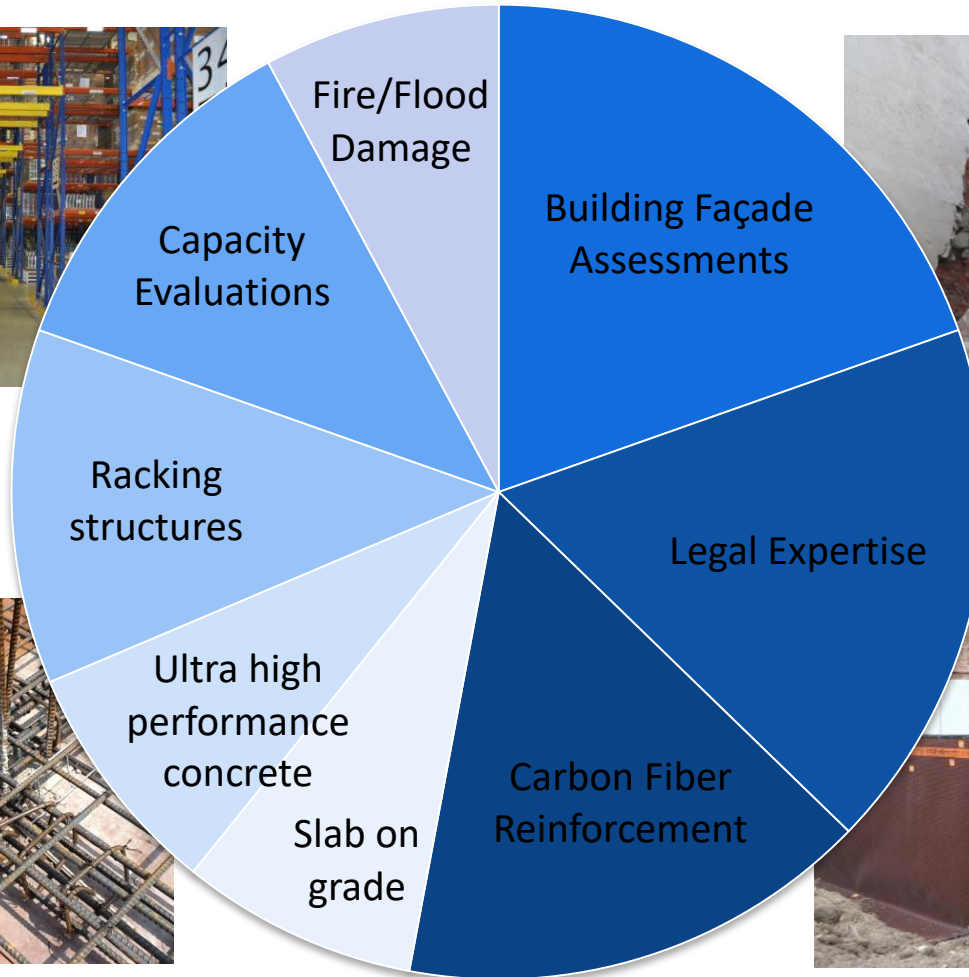 Fire/Flood
Damage
Building Façade
Assessments
Capacity
Evaluations
Racking
structures
Legal Expertise
Ultra high
performance
concrete
Carbon Fiber
Reinforcement
Slab on
grade
34